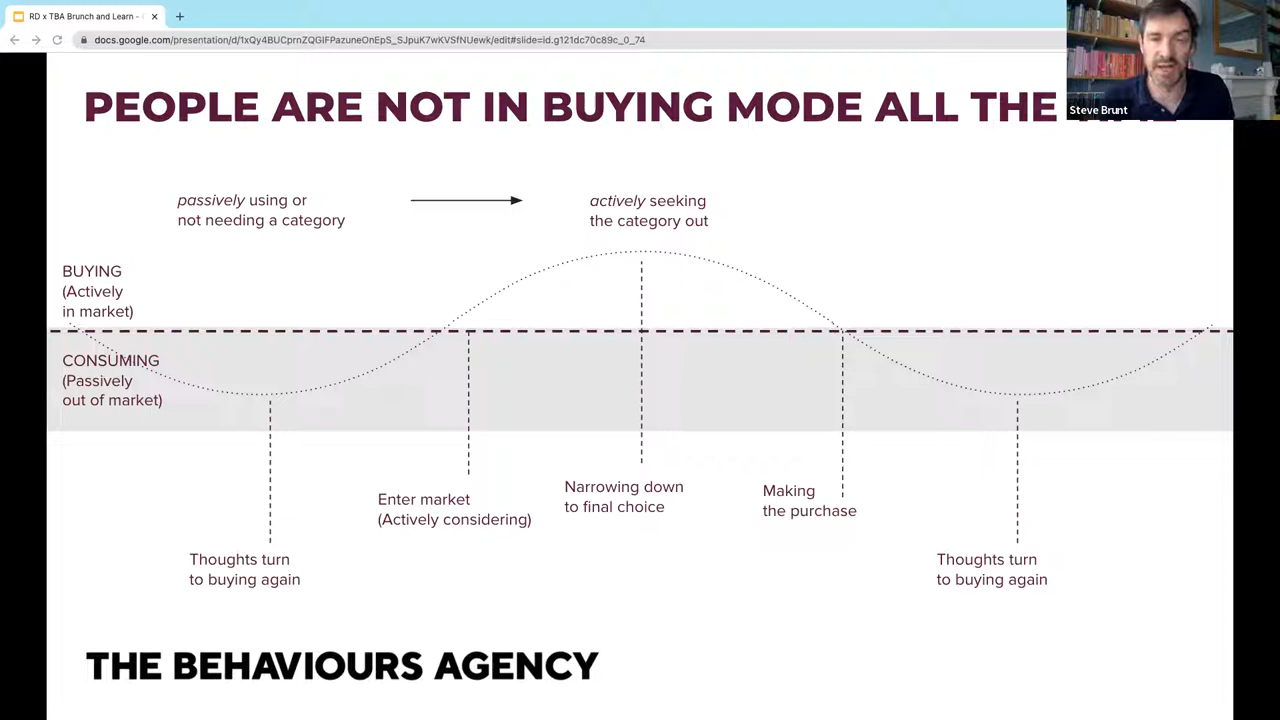 RD x TBA Brunch and Learn -
docs.google.com/presentation/d/1xQy4BUCprnZQGIFPazuneOnEpS_SJpuK7wKVSfNUewk/edit#slide=id.g121dc70c89c_0_74
Steve Brunt
PEOPLE ARE NOT IN BUYING MODE ALL THE
passively using or
not needing a category
actively seeking
the category out
BUYING
(Actively
in market)
CONSUMING
(Passively
out of market)
Enter market
(Actively considering)
Narrowing down
to final choice
Making
the purchase
Thoughts turn
to buying again
Thoughts turn
to buying again
THE BEHAVIOURS AGENCY